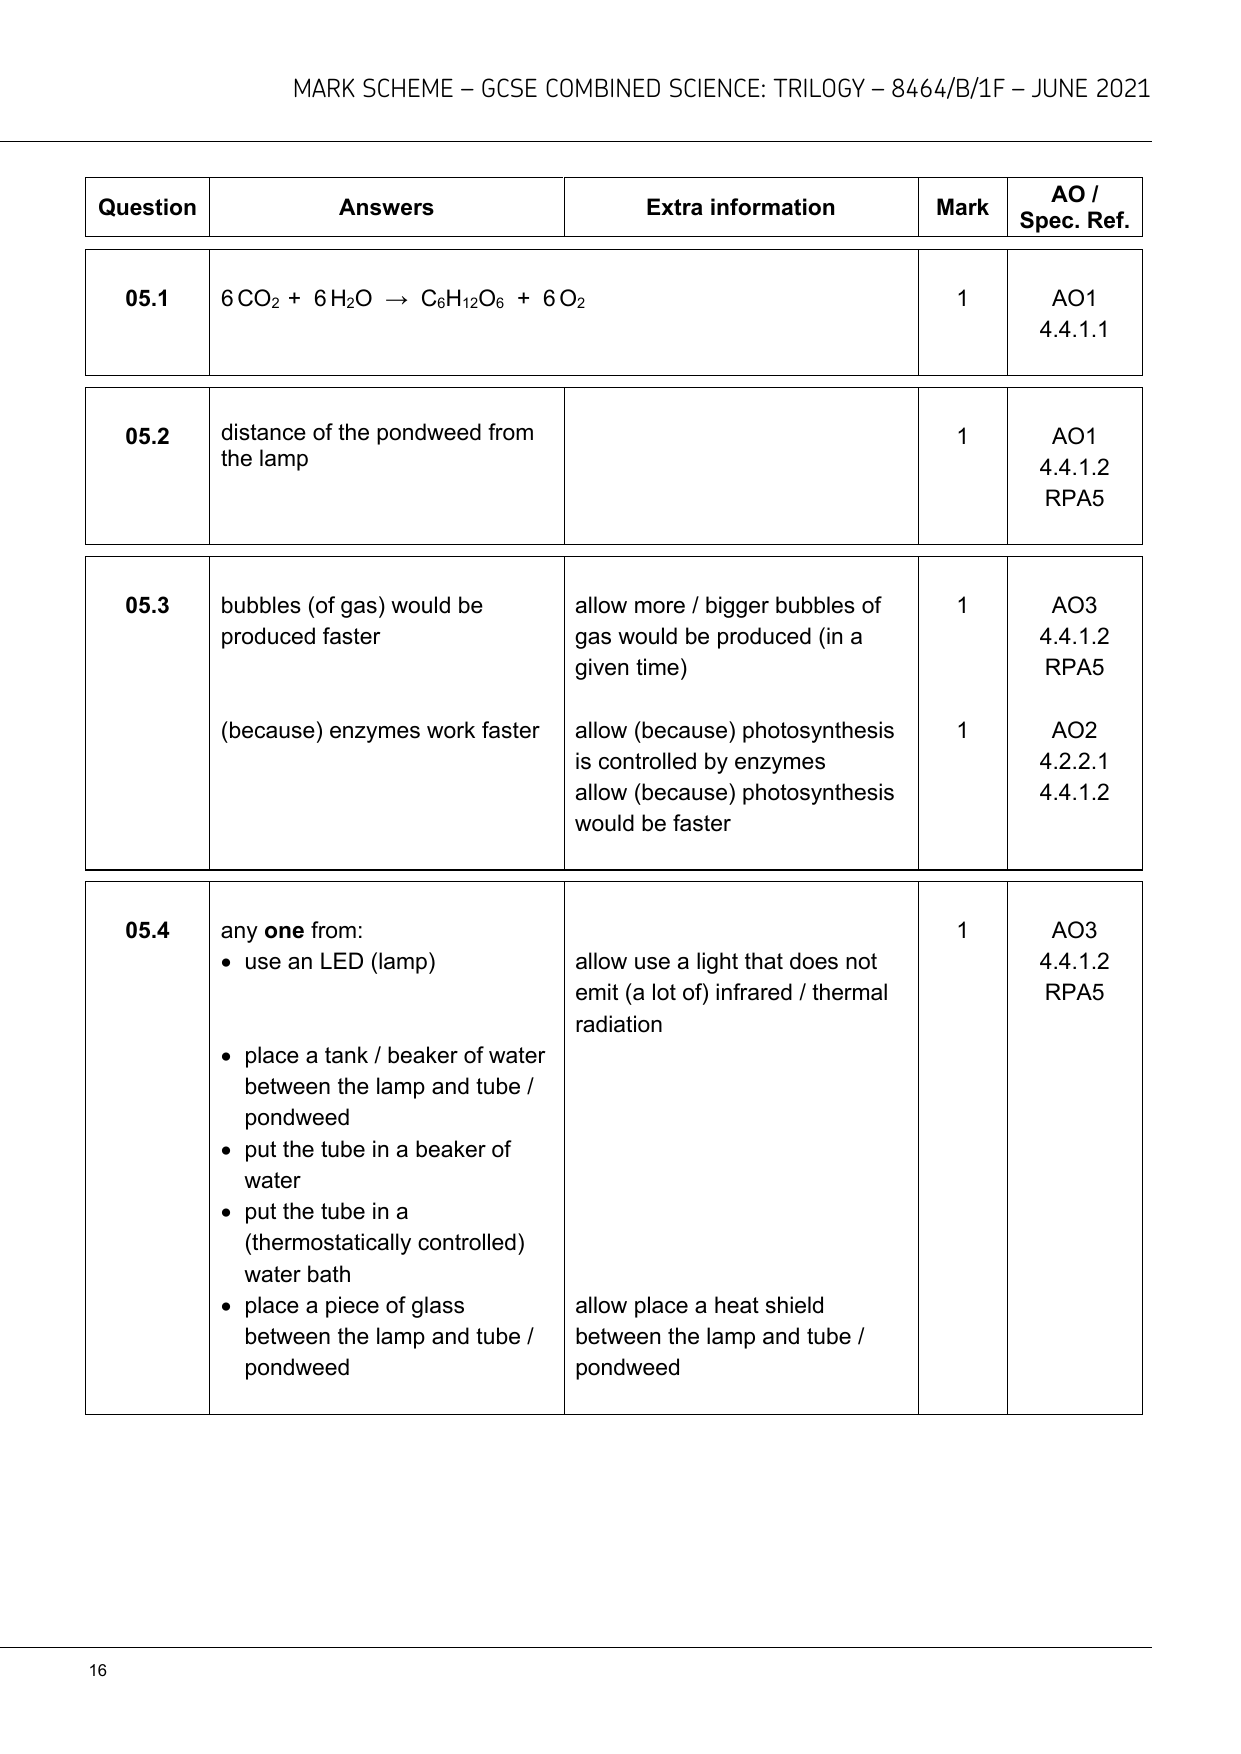 MARK SCHEME – GCSE COMBINED SCIENCE: TRILOGY – 8464/B/1F – JUNE 2021
Question Answers Extra information Mark AO / Spec. Ref.
05.1 6 CO₂ + 6 H₂O → C₆H₁₂O₆ + 6 O₂ 1 AO1
4.4.1.1
05.2 distance of the pondweed from 1 AO1
the lamp 4.4.1.2
RPA5
05.3 bubbles (of gas) would be allow more / bigger bubbles of 1 AO3
produced faster gas would be produced (in a 4.4.1.2
given time) RPA5
(because) enzymes work faster allow (because) photosynthesis 1 AO2
is controlled by enzymes 4.2.2.1
allow (because) photosynthesis 4.4.1.2
would be faster
05.4 any one from: 1 AO3
• use an LED (lamp) allow use a light that does not 4.4.1.2
emit (a lot of) infrared / thermal RPA5
radiation
• place a tank / beaker of water
between the lamp and tube /
pondweed
• put the tube in a beaker of
water
• put the tube in a
(thermostatically controlled)
water bath
• place a piece of glass allow place a heat shield
between the lamp and tube / between the lamp and tube /
pondweed pondweed
16